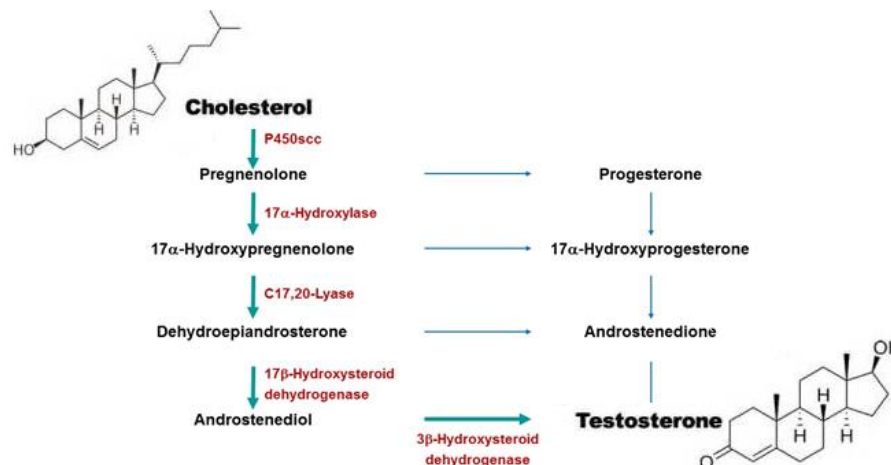 Cholesterol
HO
H
H
H
P450scc
Pregnenolone
Progesterone
17α-Hydroxylase
17α-Hydroxypregnenolone
17α-Hydroxyprogesterone
C17,20-Lyase
Dehydroepiandrosterone
Androstenedione
17β-Hydroxysteroid
dehydrogenase
Androstenediol
Testosterone
3β-Hydroxysteroid
dehydrogenase
O
H
H
H
O